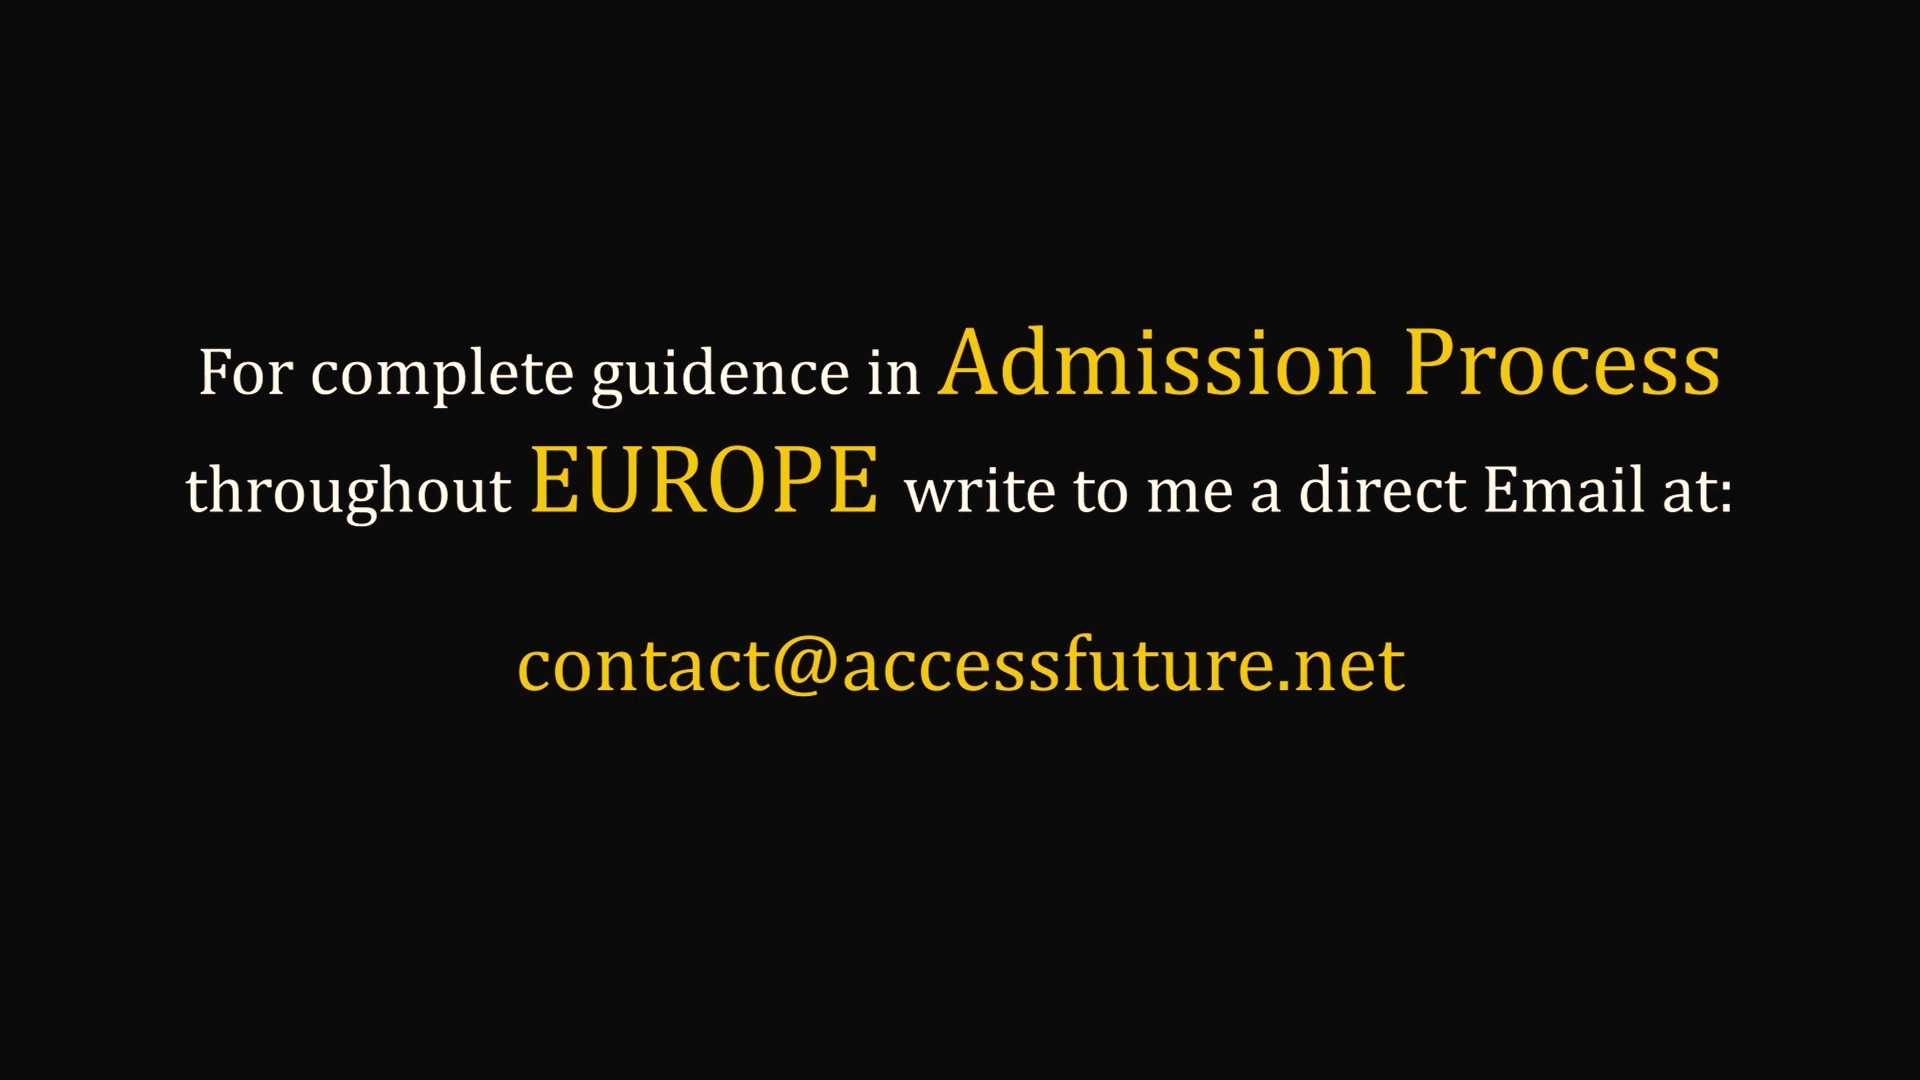 For complete guidence in Admission Process
throughout EUROPE write to me a direct Email at:
contact@accessfuture.net